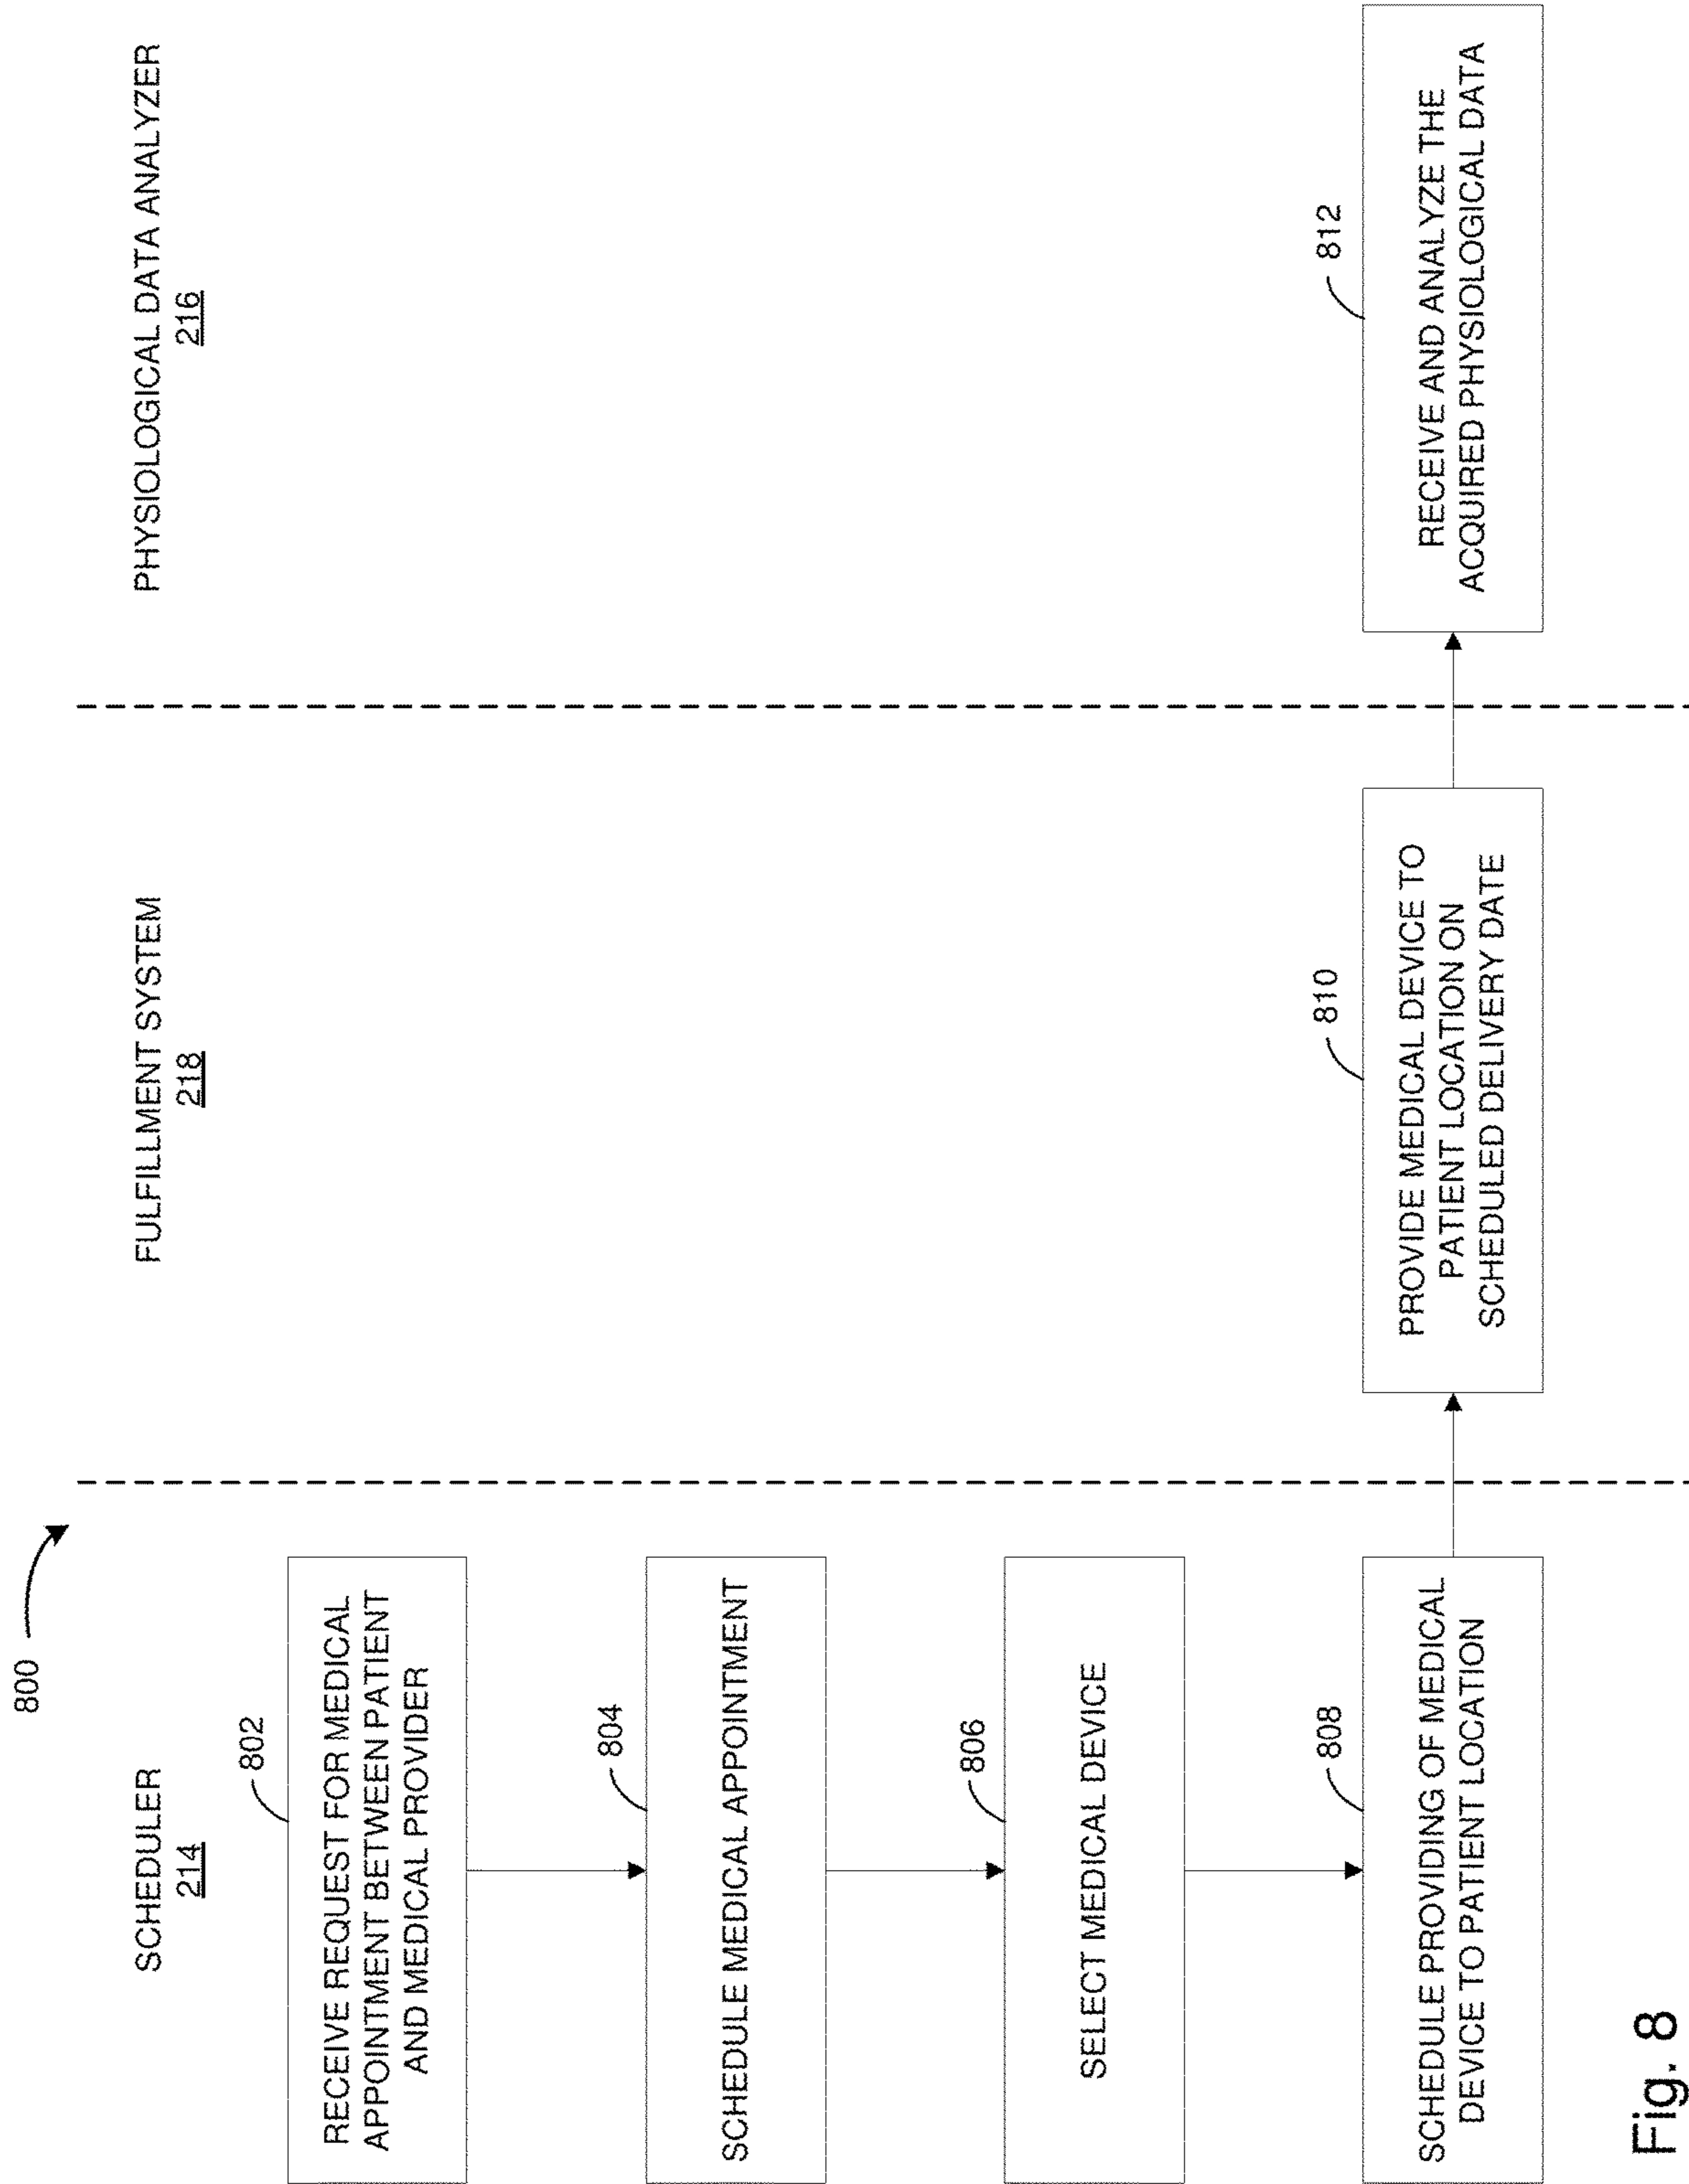 800
SCHEDULER
214
FULFILLMENT SYSTEM
218
PHYSIOLOGICAL DATA ANALYZER
216
802
RECEIVE REQUEST FOR MEDICAL
APPOINTMENT BETWEEN PATIENT
AND MEDICAL PROVIDER
804
SCHEDULE MEDICAL APPOINTMENT
806
SELECT MEDICAL DEVICE
808
SCHEDULE PROVIDING OF MEDICAL
DEVICE TO PATIENT LOCATION
810
PROVIDE MEDICAL DEVICE TO
PATIENT LOCATION ON
SCHEDULED DELIVERY DATE
812
RECEIVE AND ANALYZE THE
ACQUIRED PHYSIOLOGICAL DATA
Fig. 8